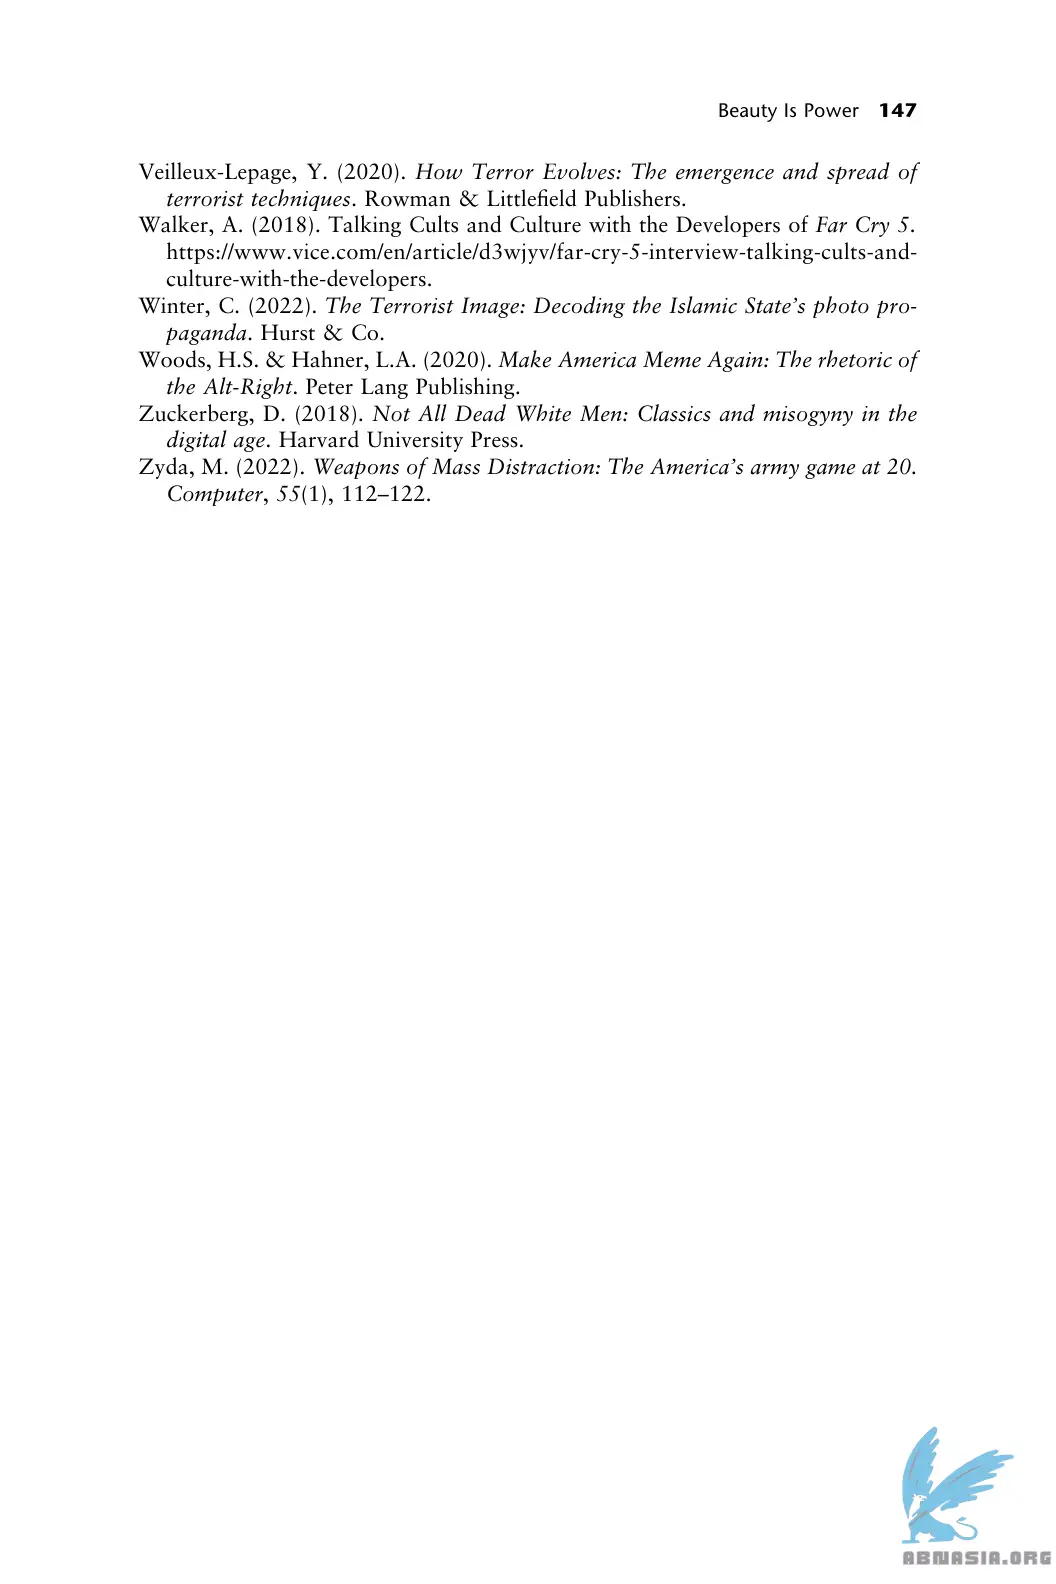 Beauty Is Power 147
Veilleux-Lepage, Y. (2020). How Terror Evolves: The emergence and spread of
terrorist techniques. Rowman & Littlefield Publishers.
Walker, A. (2018). Talking Cults and Culture with the Developers of Far Cry 5.
https://www.vice.com/en/article/d3wjyv/far-cry-5-interview-talking-cults-and-
culture-with-the-developers.
Winter, C. (2022). The Terrorist Image: Decoding the Islamic State’s photo pro-
paganda. Hurst & Co.
Woods, H.S. & Hahner, L.A. (2020). Make America Meme Again: The rhetoric of
the Alt-Right. Peter Lang Publishing.
Zuckerberg, D. (2018). Not All Dead White Men: Classics and misogyny in the
digital age. Harvard University Press.
Zyda, M. (2022). Weapons of Mass Distraction: The America’s army game at 20.
Computer, 55(1), 112–122.
ABNASIA.ORG